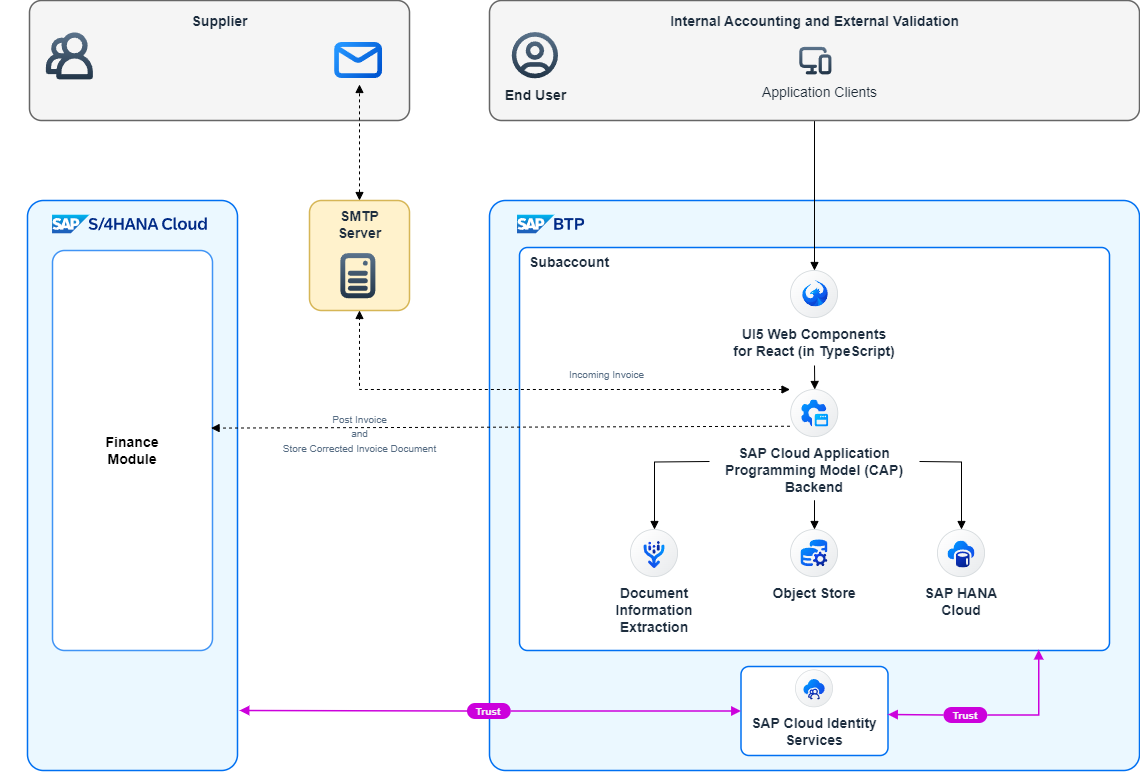 Supplier
Internal Accounting and External Validation
End User
Application Clients
SAP S/4HANA Cloud
SMTP
Server
SAP BTP
Subaccount
UI5 Web Components
for React (in TypeScript)
Incoming Invoice
Post Invoice
and
Store Corrected Invoice Document
Finance
Module
SAP Cloud Application
Programming Model (CAP)
Backend
Document
Information
Extraction
Object Store
SAP HANA
Cloud
Trust
SAP Cloud Identity
Services
Trust